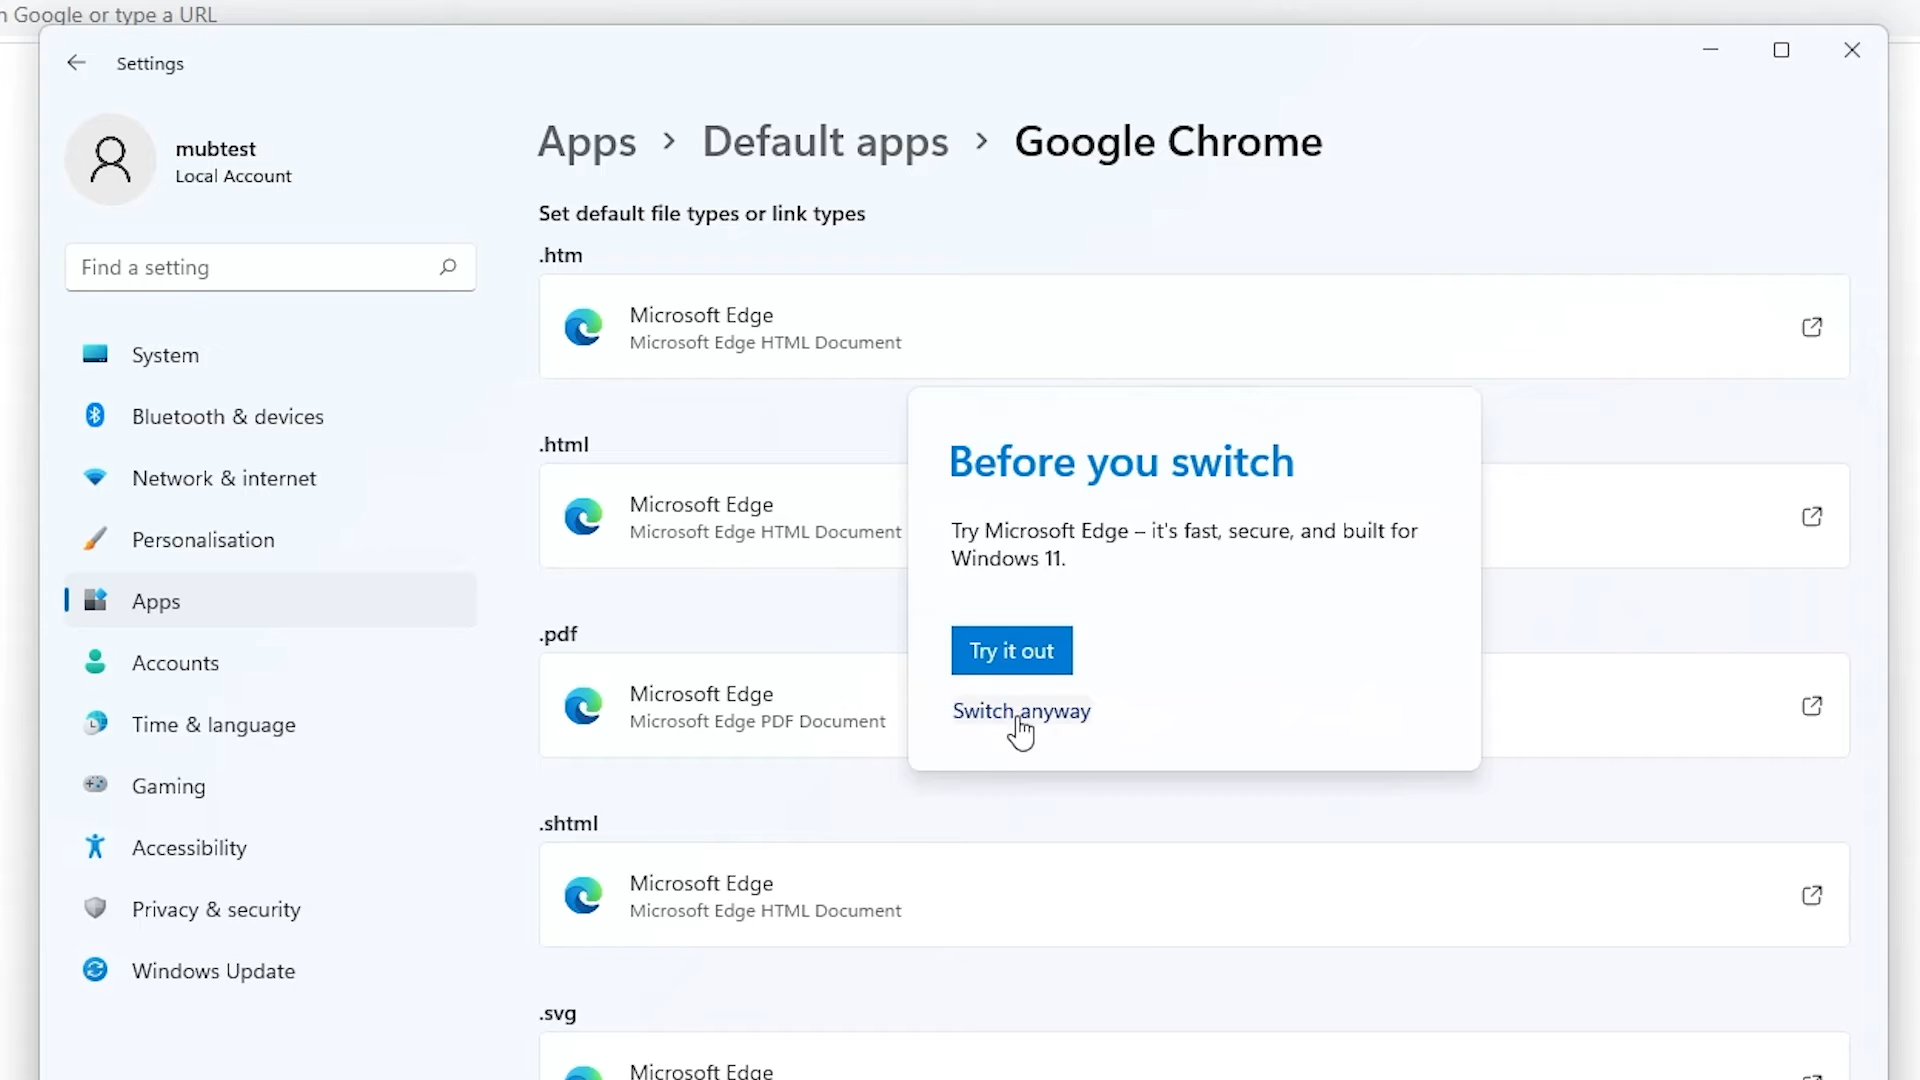 Google or type a URL
Settings
mubtest
Local Account
Find a setting
System
Bluetooth & devices
Network & internet
Personalisation
Apps
Accounts
Time & language
Gaming
Accessibility
Privacy & security
Windows Update
Apps > Default apps > Google Chrome
Set default file types or link types
.htm
Microsoft Edge
Microsoft Edge HTML Document
.html
Microsoft Edge
Microsoft Edge HTML Document
.pdf
Microsoft Edge
Microsoft Edge PDF Document
Before you switch
Try Microsoft Edge – it's fast, secure, and built for
Windows 11.
Try it out
Switch anyway
.shtml
Microsoft Edge
Microsoft Edge HTML Document
.svg
Microsoft Edge